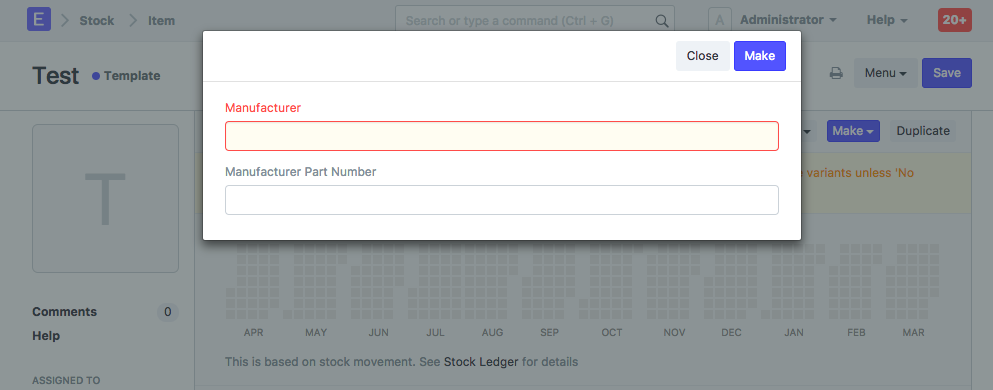 E Stock Item Search or type a command (Ctrl + G) A Administrator Help 20+
Close Make
Test Template Menu Save
Manufacturer
Make Duplicate
Manufacturer Part Number
variants unless 'No
T
Comments 0
Help
APR MAY JUN JUL AUG SEP OCT NOV DEC JAN FEB MAR
This is based on stock movement. See Stock Ledger for details
ASSIGNED TO